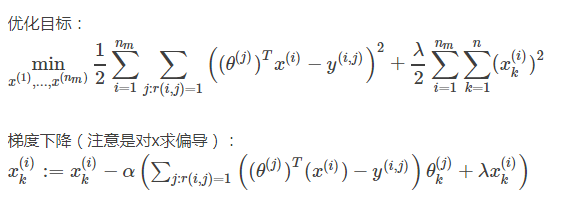 优化目标：
$$\min_{x^{(1)},\ldots,x^{(n_m)}} \frac{1}{2}\sum_{i=1}^{n_m}\sum_{j:r(i,j)=1}\left((\theta^{(j)})^T x^{(i)} - y^{(i,j)}\right)^2 + \frac{\lambda}{2}\sum_{i=1}^{n_m}\sum_{k=1}^{n}(x_k^{(i)})^2$$
梯度下降（注意是对x求偏导）：
$$x_k^{(i)} := x_k^{(i)} - \alpha\left(\sum_{j:r(i,j)=1}\left((\theta^{(j)})^T(x^{(i)}) - y^{(i,j)}\right)\theta_k^{(j)} + \lambda x_k^{(i)}\right)$$